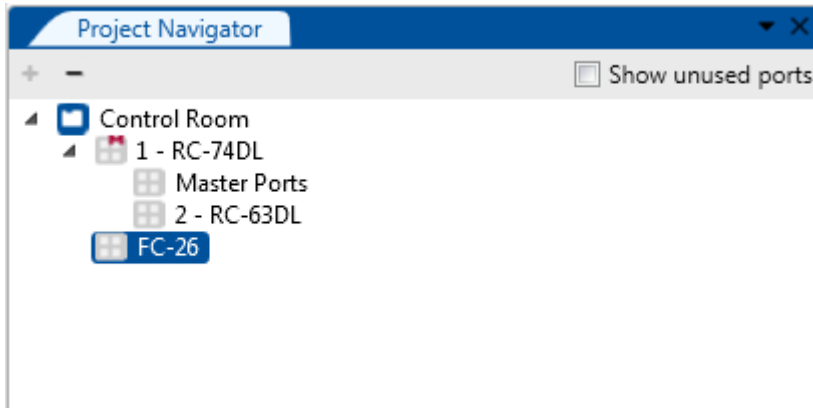 Project Navigator
Show unused ports
Control Room
1 - RC-74DL
Master Ports
2 - RC-63DL
FC-26